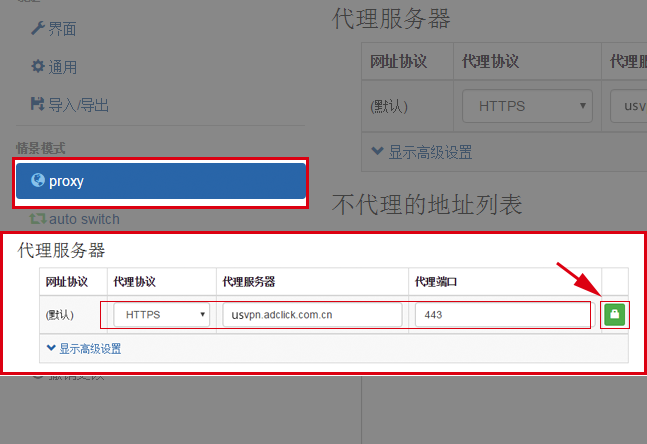 界面
通用
导入/导出
情景模式
proxy
auto switch
代理服务器
网址协议 代理协议 代理服
(默认) HTTPS usv
显示高级设置
不代理的地址列表
代理服务器
网址协议 代理协议 代理服务器 代理端口
(默认) HTTPS usvpn.adclick.com.cn 443
显示高级设置